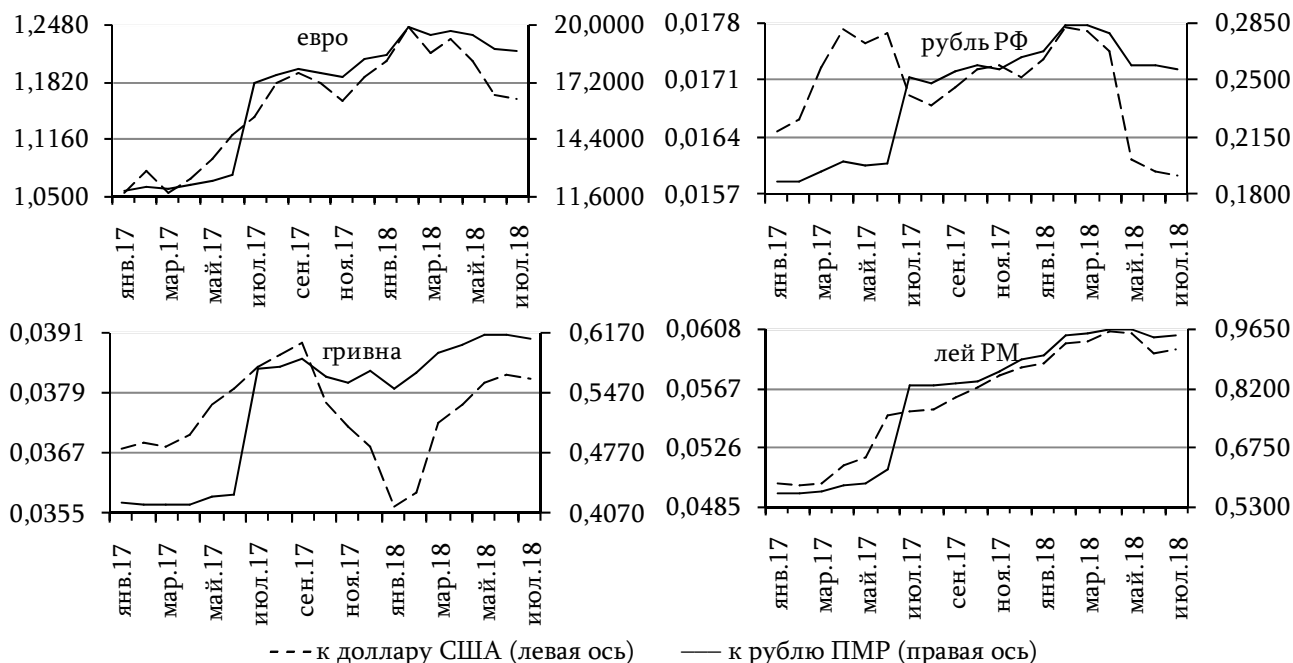 евро
1,2480
1,1820
1,1160
1,0500
20,0000
17,2000
14,4000
11,6000
янв.17
мар.17
май.17
июл.17
сен.17
ноя.17
янв.18
мар.18
май.18
июл.18
рубль РФ
0,0178
0,0171
0,0164
0,0157
0,2850
0,2500
0,2150
0,1800
янв.17
мар.17
май.17
июл.17
сен.17
ноя.17
янв.18
мар.18
май.18
июл.18
гривна
0,0391
0,0379
0,0367
0,0355
0,6170
0,5470
0,4770
0,4070
янв.17
мар.17
май.17
июл.17
сен.17
ноя.17
янв.18
мар.18
май.18
июл.18
лей РМ
0,0608
0,0567
0,0526
0,0485
0,9650
0,8200
0,6750
0,5300
янв.17
мар.17
май.17
июл.17
сен.17
ноя.17
янв.18
мар.18
май.18
июл.18
к доллару США (левая ось) к рублю ПМР (правая ось)